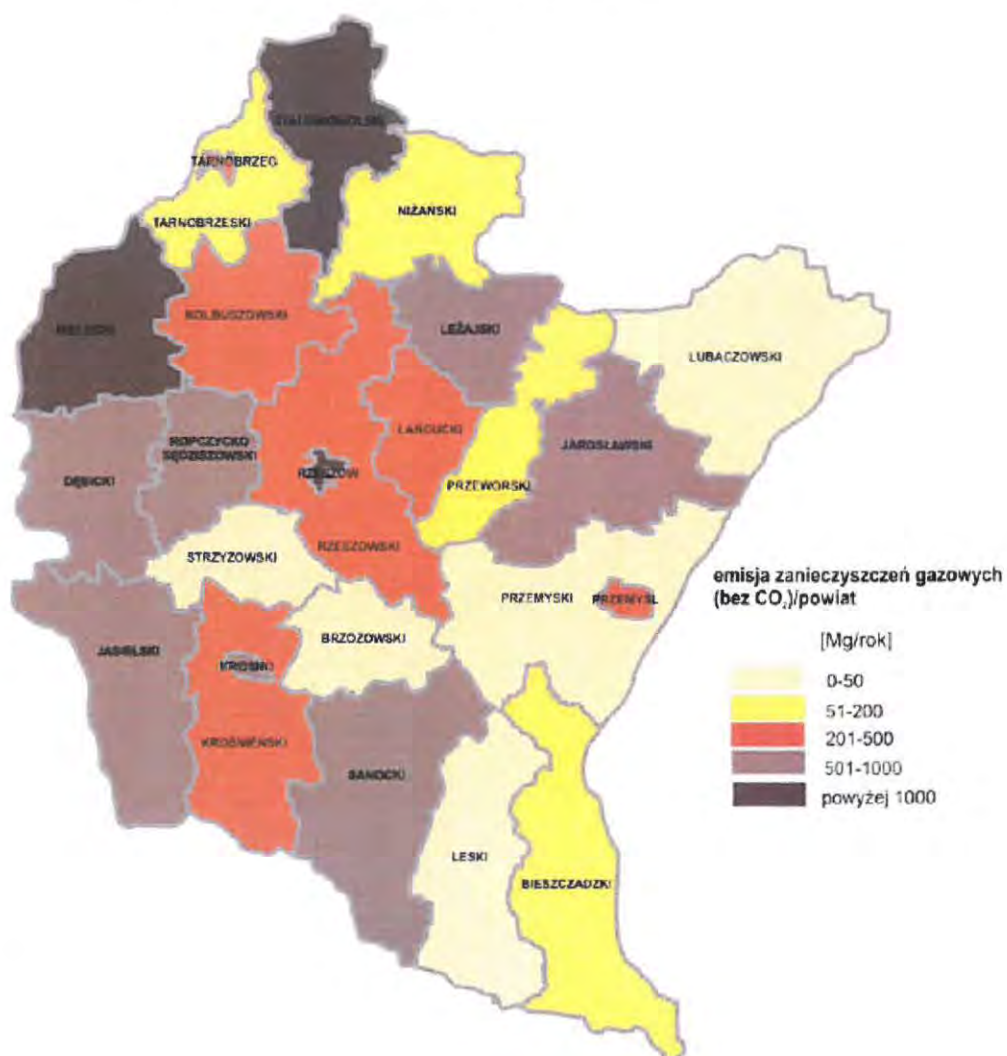 STALOWOWOLSKI
TARNOBRZEG
NIŻAŃSKI
TARNOBRZESKI
MIELECKI
KOLBUSZOWSKI
LEŻAJSKI
LUBACZOWSKI
ŁAŃCUCKI
ROPCZYCKO
SĘDZISZOWSKI
JAROSŁAWSKI
RZESZÓW
DĘBICKI
PRZEWORSKI
RZESZOWSKI
STRZYŻOWSKI
emisja zanieczyszczeń gazowych
(bez CO₂)/powiat
PRZEMYSKI
PRZEMYŚL
BRZOZOWSKI
[Mg/rok]
JASIELSKI
KROSNO
0-50
51-200
201-500
KROŚNIEŃSKI
501-1000
SANOCKI
powyżej 1000
LESKI
BIESZCZADZKI